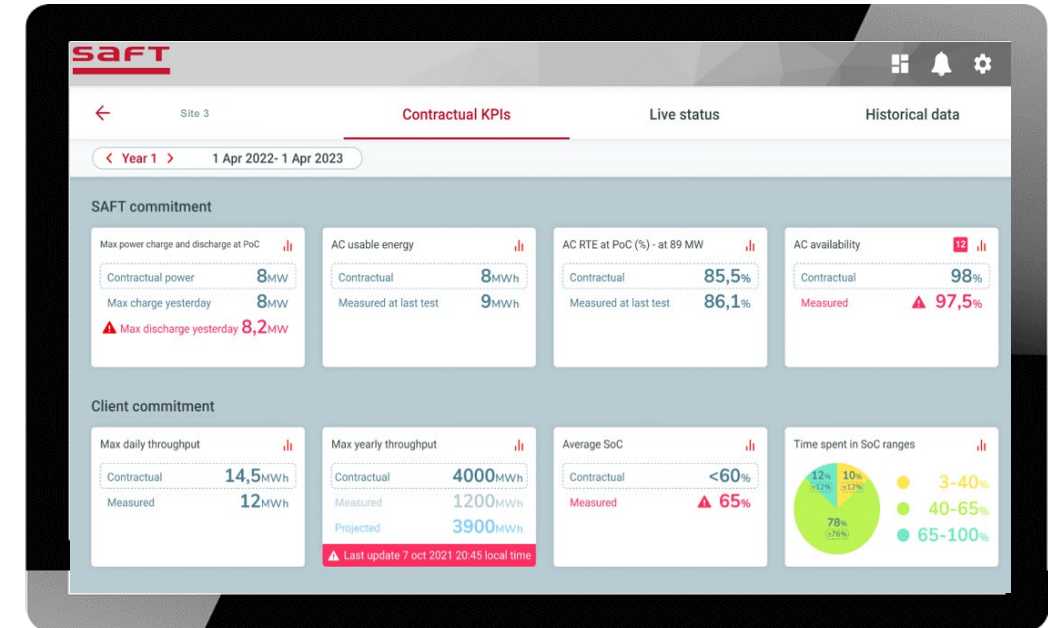 saft
Site 3
Contractual KPIs
Live status
Historical data
< Year 1 >
1 Apr 2022- 1 Apr 2023
SAFT commitment
Max power charge and discharge at PoC
Contractual power 8MW
Max charge yesterday 8MW
Max discharge yesterday 8,2MW
AC usable energy
Contractual 8MWh
Measured at last test 9MWh
AC RTE at PoC (%) - at 89 MW
Contractual 85,5%
Measured at last test 86,1%
AC availability 12
Contractual 98%
Measured 97,5%
Client commitment
Max daily throughput
Contractual 14,5MWh
Measured 12MWh
Max yearly throughput
Contractual 4000MWh
Measured 1200MWh
Projected 3900MWh
Last update 7 oct 2021 20:45 local time
Average SoC
Contractual <60%
Measured 65%
Time spent in SoC ranges
12% 10%
≤12% ≤12%
78%
≥76%
3-40%
40-65%
65-100%